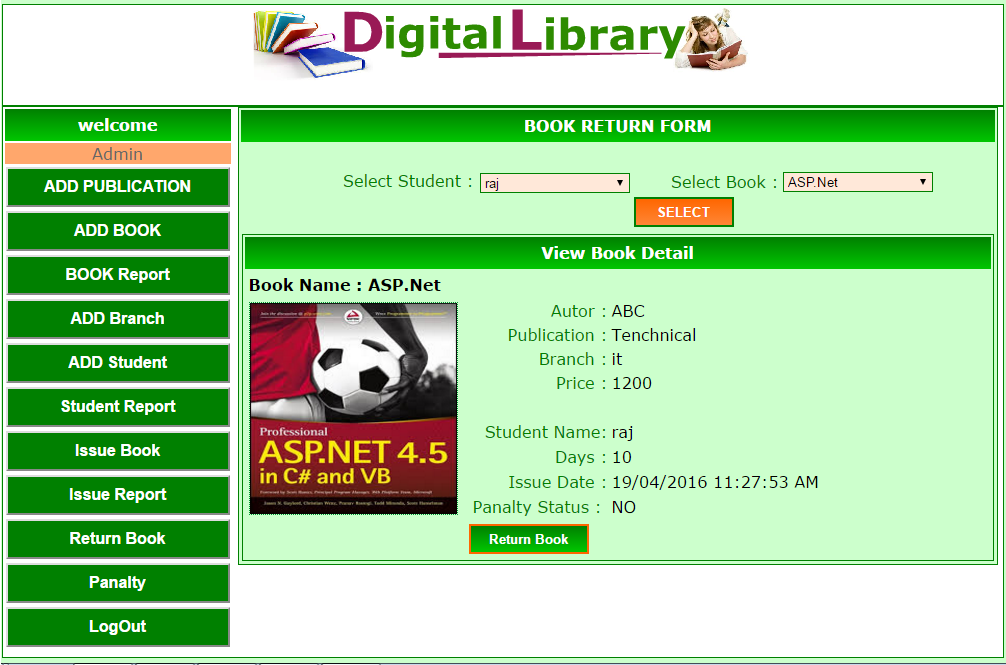 Digital Library
welcome
Admin
ADD PUBLICATION
ADD BOOK
BOOK Report
ADD Branch
ADD Student
Student Report
Issue Book
Issue Report
Return Book
Panalty
LogOut
BOOK RETURN FORM
Select Student : raj Select Book : ASP.Net
SELECT
View Book Detail
Book Name : ASP.Net
Professional
ASP.NET 4.5
in C# and VB
Autor : ABC
Publication : Tenchnical
Branch : it
Price : 1200
Student Name: raj
Days : 10
Issue Date : 19/04/2016 11:27:53 AM
Panalty Status : NO
Return Book